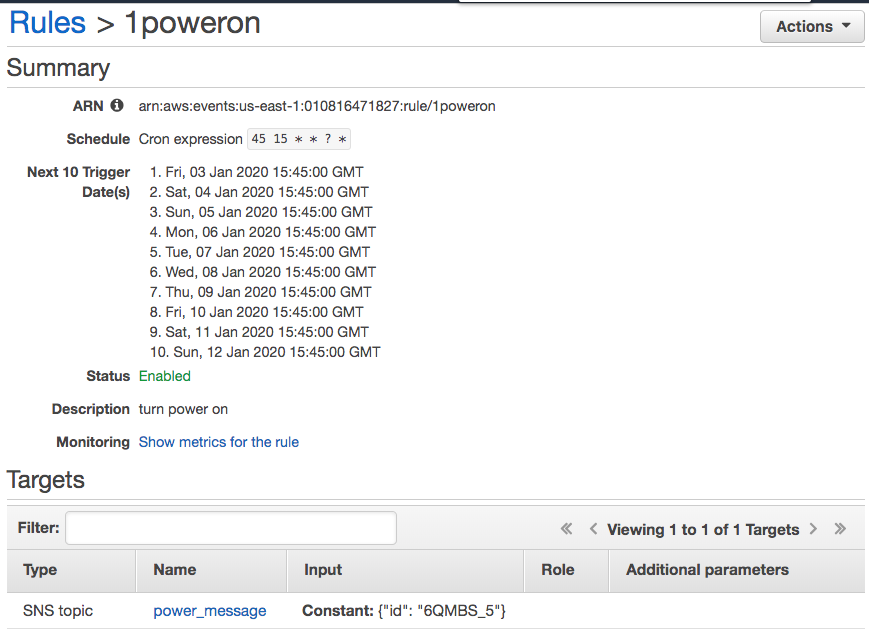 Rules > 1poweron
Actions
Summary
ARN arn:aws:events:us-east-1:010816471827:rule/1poweron
Schedule Cron expression 45 15 * * ? *
Next 10 Trigger Date(s)
1. Fri, 03 Jan 2020 15:45:00 GMT
2. Sat, 04 Jan 2020 15:45:00 GMT
3. Sun, 05 Jan 2020 15:45:00 GMT
4. Mon, 06 Jan 2020 15:45:00 GMT
5. Tue, 07 Jan 2020 15:45:00 GMT
6. Wed, 08 Jan 2020 15:45:00 GMT
7. Thu, 09 Jan 2020 15:45:00 GMT
8. Fri, 10 Jan 2020 15:45:00 GMT
9. Sat, 11 Jan 2020 15:45:00 GMT
10. Sun, 12 Jan 2020 15:45:00 GMT
Status Enabled
Description turn power on
Monitoring Show metrics for the rule
Targets
Filter: « < Viewing 1 to 1 of 1 Targets > »
Type Name Input Role Additional parameters
SNS topic power_message Constant: {"id": "6QMBS_5"}